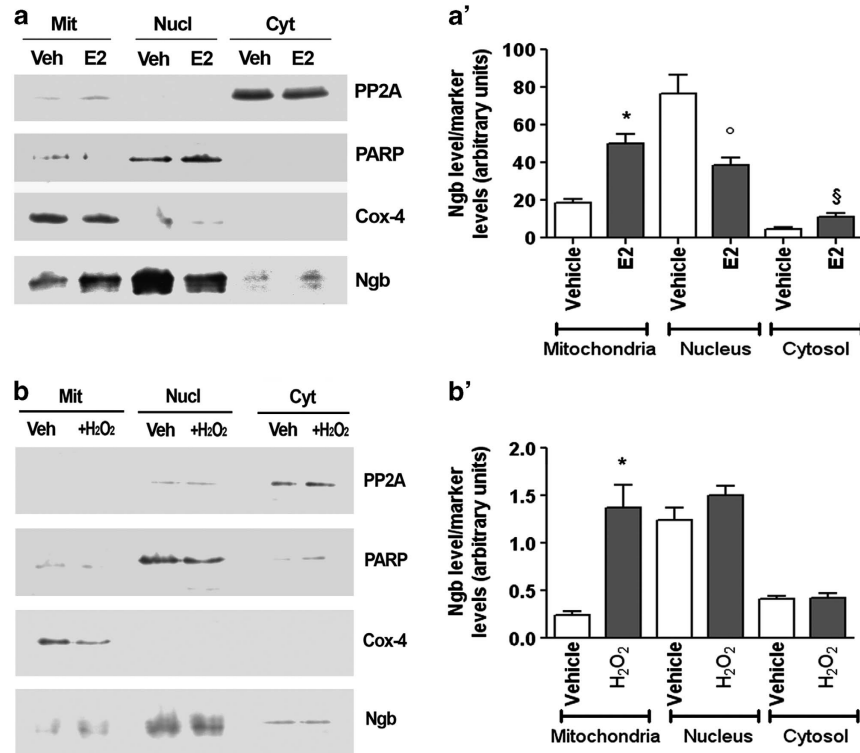 a
Mit Nucl Cyt
Veh E2 Veh E2 Veh E2
PP2A
PARP
Cox-4
Ngb
a'
Ngb level/marker
levels (arbitrary units)
100
80
60
40
20
0
* ° §
Vehicle E2 Vehicle E2 Vehicle E2
Mitochondria Nucleus Cytosol
b
Mit Nucl Cyt
Veh +H₂O₂ Veh +H₂O₂ Veh +H₂O₂
PP2A
PARP
Cox-4
Ngb
b'
Ngb level/marker
levels (arbitrary units)
2.0
1.5
1.0
0.5
0.0
*
Vehicle H₂O₂ Vehicle H₂O₂ Vehicle H₂O₂
Mitochondria Nucleus Cytosol